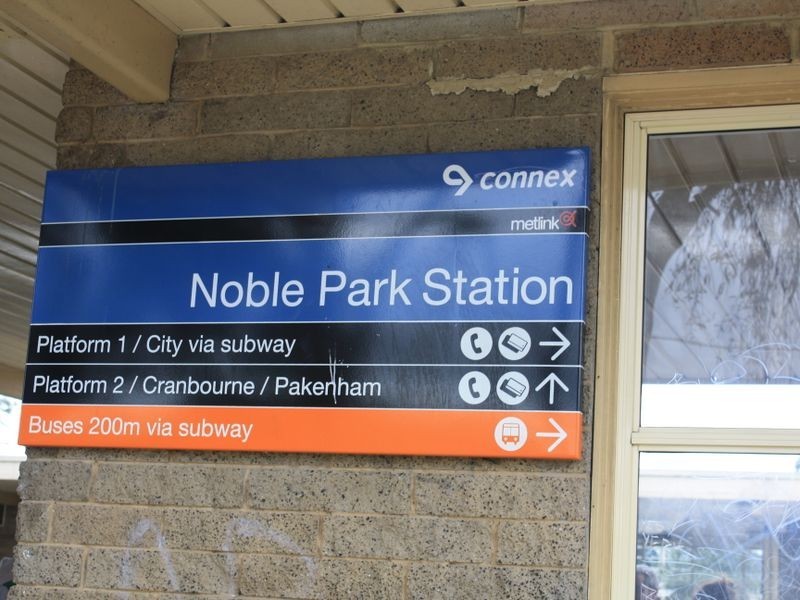 connex
metlink
Noble Park Station
Platform 1 / City via subway
Platform 2 / Cranbourne / Pakenham
Buses 200m via subway